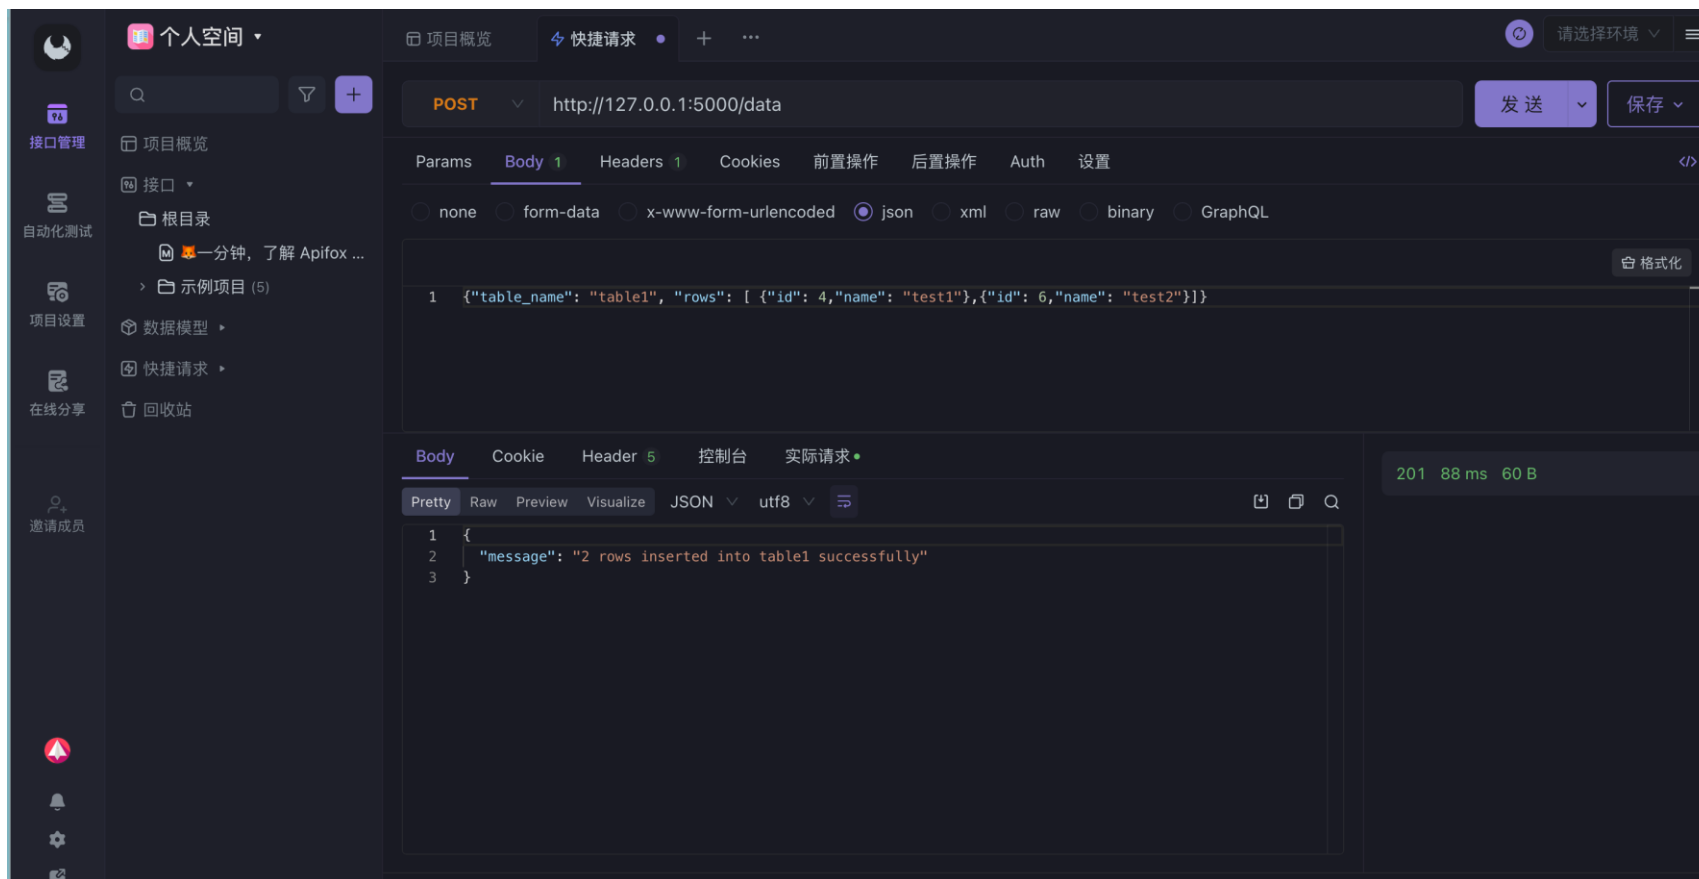 个人空间
项目概览
快捷请求
请选择环境
接口管理
自动化测试
项目设置
在线分享
邀请成员
项目概览
接口
根目录
一分钟，了解 Apifox ...
示例项目 (5)
数据模型
快捷请求
回收站
POST http://127.0.0.1:5000/data
发送
保存
Params Body 1 Headers 1 Cookies 前置操作 后置操作 Auth 设置
none form-data x-www-form-urlencoded json xml raw binary GraphQL
格式化
1 {"table_name": "table1", "rows": [ {"id": 4,"name": "test1"},{"id": 6,"name": "test2"}]}
Body Cookie Header 5 控制台 实际请求
201 88 ms 60 B
Pretty Raw Preview Visualize JSON utf8
1 {
2 "message": "2 rows inserted into table1 successfully"
3 }